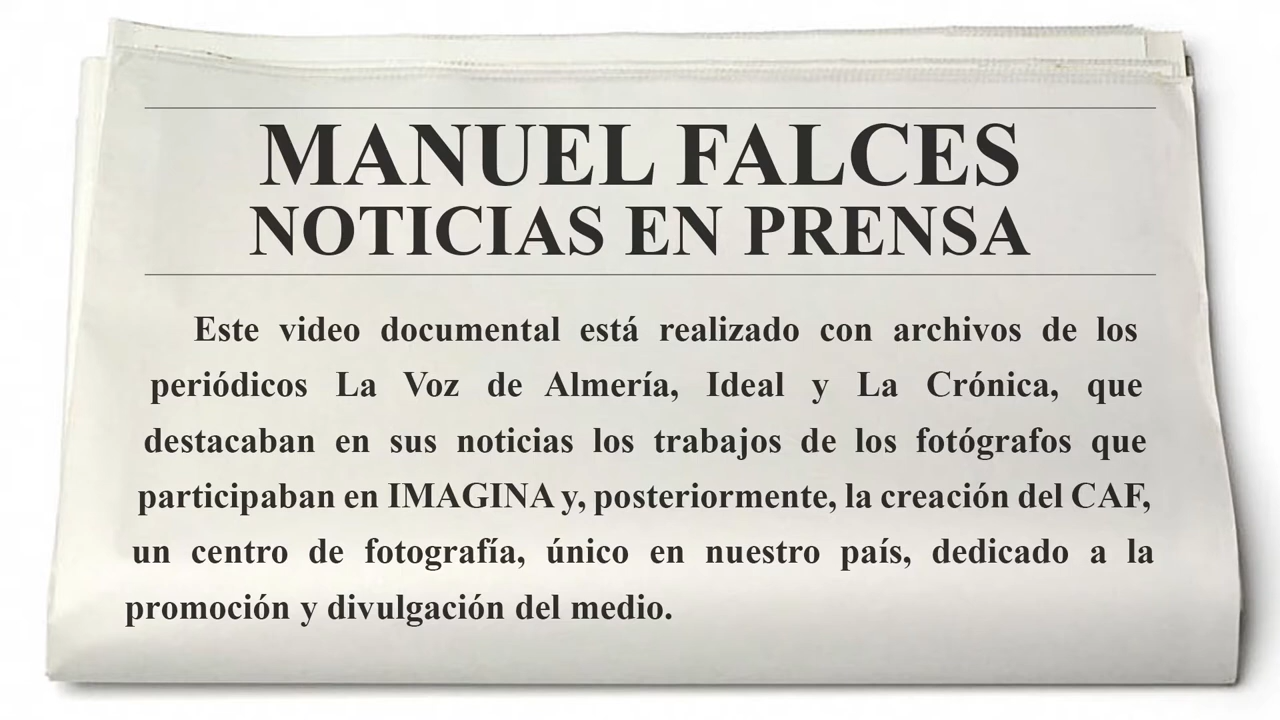 MANUEL FALCES
NOTICIAS EN PRENSA
Este video documental está realizado con archivos de los
periódicos La Voz de Almería, Ideal y La Crónica, que
destacaban en sus noticias los trabajos de los fotógrafos que
participaban en IMAGINA y, posteriormente, la creación del CAF,
un centro de fotografía, único en nuestro país, dedicado a la
promoción y divulgación del medio.